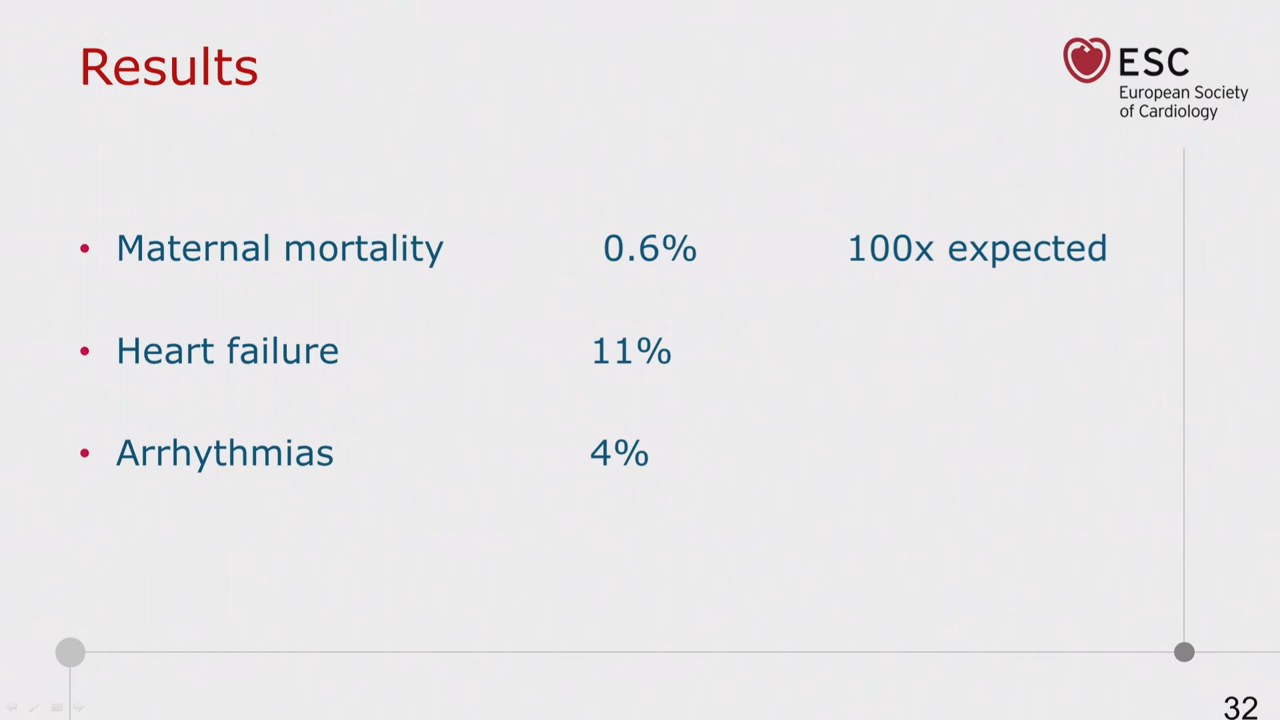 Results
ESC
European Society
of Cardiology
• Maternal mortality 0.6% 100x expected
• Heart failure 11%
• Arrhythmias 4%
32